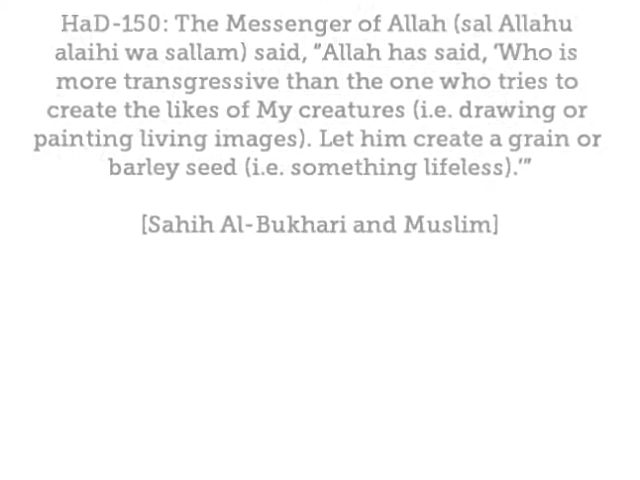 HaD-150: The Messenger of Allah (sal Allahu
alaihi wa sallam) said, "Allah has said, 'Who is
more transgressive than the one who tries to
create the likes of My creatures (i.e. drawing or
painting living images). Let him create a grain or
barley seed (i.e. something lifeless).'"
[Sahih Al-Bukhari and Muslim]